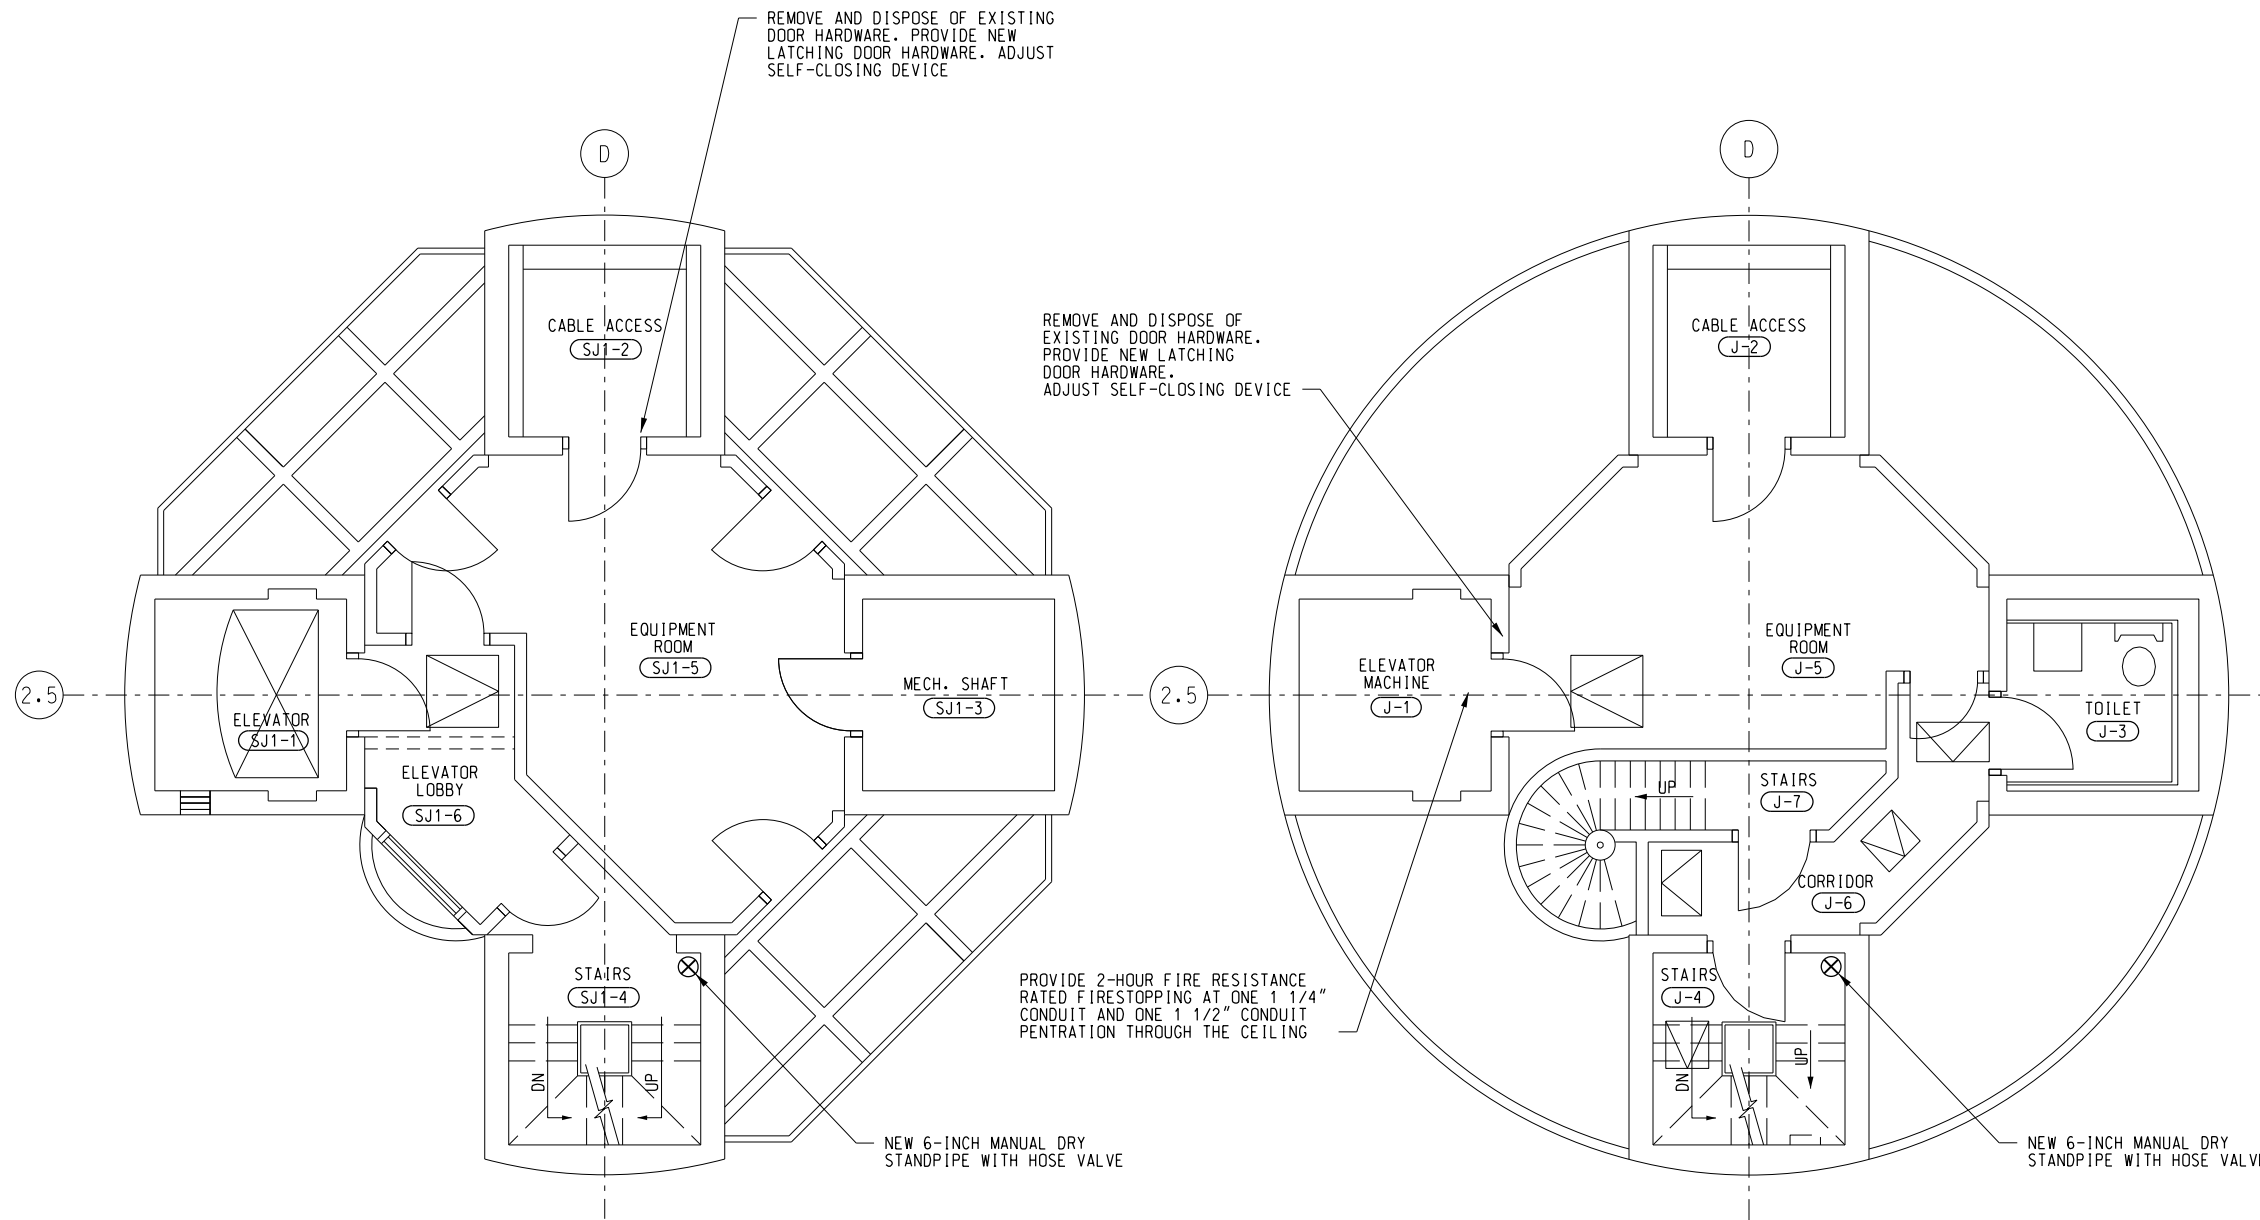 REMOVE AND DISPOSE OF EXISTING
DOOR HARDWARE. PROVIDE NEW
LATCHING DOOR HARDWARE. ADJUST
SELF-CLOSING DEVICE
D
CABLE ACCESS
SJ1-2
EQUIPMENT
ROOM
SJ1-5
MECH. SHAFT
SJ1-3
2.5
ELEVATOR
SJ1-1
ELEVATOR
LOBBY
SJ1-6
STAIRS
SJ1-4
DN
UP
NEW 6-INCH MANUAL DRY
STANDPIPE WITH HOSE VALVE
D
REMOVE AND DISPOSE OF
EXISTING DOOR HARDWARE.
PROVIDE NEW LATCHING
DOOR HARDWARE.
ADJUST SELF-CLOSING DEVICE
CABLE ACCESS
J-2
2.5
ELEVATOR
MACHINE
J-1
EQUIPMENT
ROOM
J-5
TOILET
J-3
UP
STAIRS
J-7
CORRIDOR
J-6
PROVIDE 2-HOUR FIRE RESISTANCE
RATED FIRESTOPPING AT ONE 1 1/4"
CONDUIT AND ONE 1 1/2" CONDUIT
PENTRATION THROUGH THE CEILING
STAIRS
J-4
DN
UP
NEW 6-INCH MANUAL DRY
STANDPIPE WITH HOSE VALVE